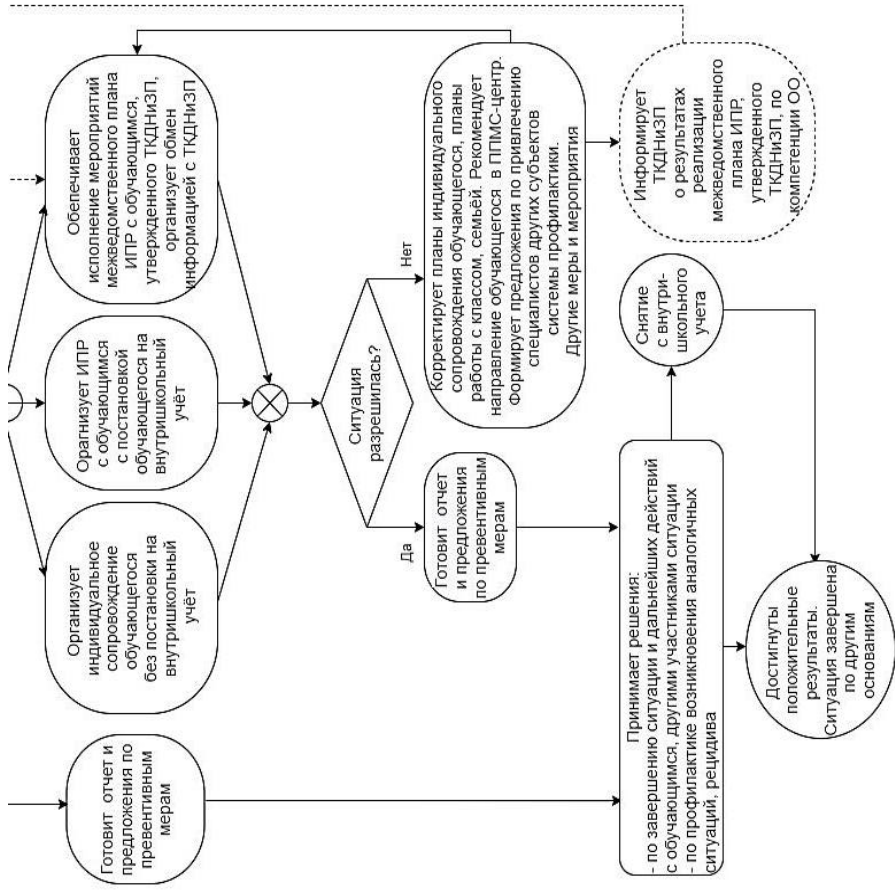 Готовит отчет и
предложения по
превентивным
мерам
Организует
индивидуальное
сопровождение
обучающегося
без постановки на
внутришкольный
учёт
Орагнизует ИПР
с обучающимся
с постановкой
обучающегося на
внутришкольный
учёт
Обепечивает
исполнение мероприятий
межведомственного плана
ИПР с обучающимся,
утвержденного ТКДНиЗП,
организует обмен
информацией с ТКДНиЗП
Ситуация
разрешилась?
Да
Нет
Готовит отчет
и предложения
по превентивным
мерам
Корректирует планы индивидуального
сопровождения обучающегося, планы
работы с классом, семьёй. Рекомендует
направление обучающегося в ППМС-центр.
Формирует предложения по привлечению
специалистов других субъектов
системы профилактики.
Другие меры и мероприятия
Принимает решения:
- по завершению ситуации и дальнейших действий
с обучающимся, другими участниками ситуации
- по профилактике возникновения аналогичных
ситуаций, рецидива
Снятие
с внутри-
школьного
учета
Информирует
ТКДНиЗП
о результатах
реализации
межведомственного
плана ИПР,
утвержденного
ТКДНиЗП, по
компетенции ОО
Достигнуты
положительные
результаты.
Ситуация завершена
по другим
основаниям